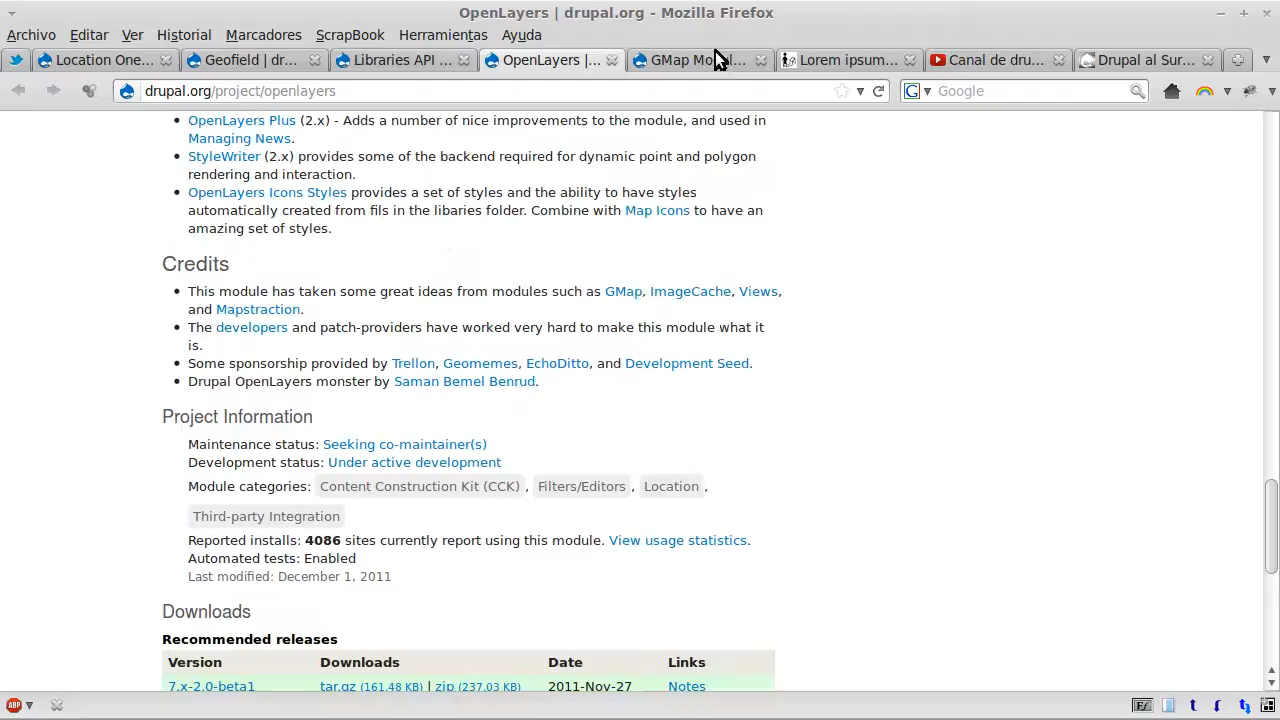 OpenLayers | drupal.org - Mozilla Firefox
Archivo Editar Ver Historial Marcadores ScrapBook Herramientas Ayuda
Location One... Geofield | dr... Libraries API ... OpenLayers |... GMap Lorem ipsum... Canal de dru... Drupal al Sur...
drupal.org/project/openlayers Google
OpenLayers Plus (2.x) - Adds a number of nice improvements to the module, and used in
Managing News.
StyleWriter (2.x) provides some of the backend required for dynamic point and polygon
rendering and interaction.
OpenLayers Icons Styles provides a set of styles and the ability to have styles
automatically created from fils in the libaries folder. Combine with Map Icons to have an
amazing set of styles.
Credits
This module has taken some great ideas from modules such as GMap, ImageCache, Views,
and Mapstraction.
The developers and patch-providers have worked very hard to make this module what it
is.
Some sponsorship provided by Trellon, Geomemes, EchoDitto, and Development Seed.
Drupal OpenLayers monster by Saman Bemel Benrud.
Project Information
Maintenance status: Seeking co-maintainer(s)
Development status: Under active development
Module categories: Content Construction Kit (CCK) , Filters/Editors , Location ,
Third-party Integration
Reported installs: 4086 sites currently report using this module. View usage statistics.
Automated tests: Enabled
Last modified: December 1, 2011
Downloads
Recommended releases
Version Downloads Date Links
7.x-2.0-beta1 tar.gz (161.48 KB) | zip (237.03 KB) 2011-Nov-27 Notes
ABP